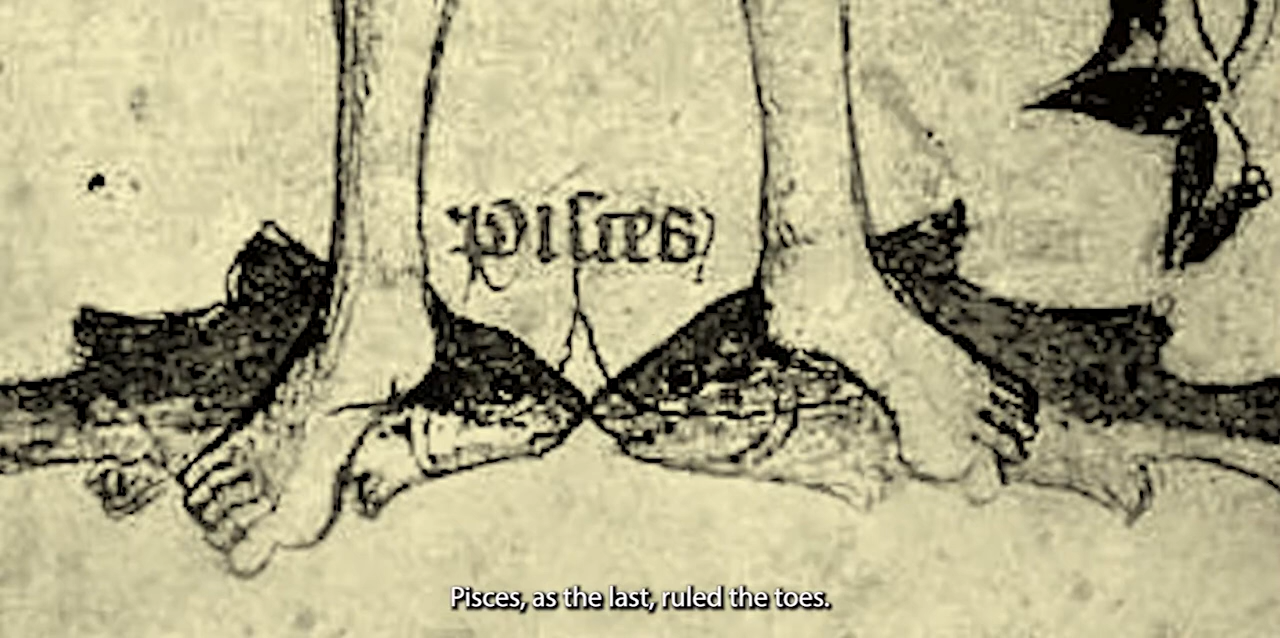 pisces
Pisces, as the last, ruled the toes.